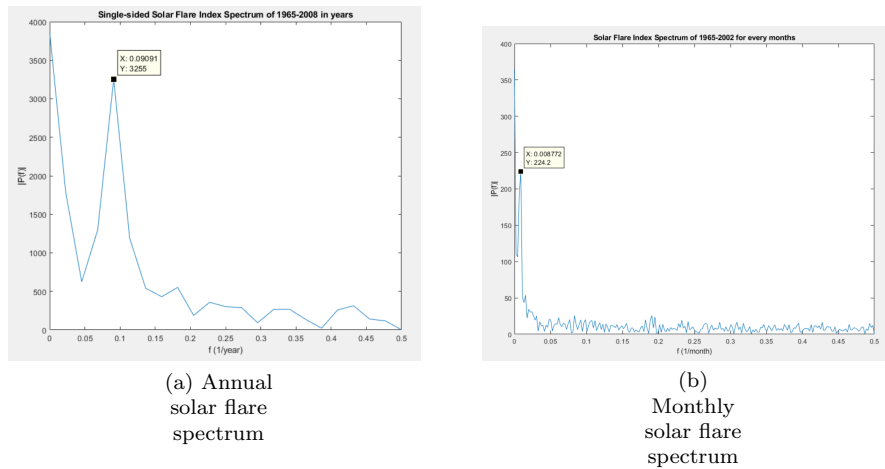 Single-sided Solar Flare Index Spectrum of 1965-2008 in years
4000
3500
3000
2500
2000
1500
1000
500
0
|P(f)|
X: 0.09091
Y: 3255
0
0.05
0.1
0.15
0.2
0.25
0.3
0.35
0.4
0.45
0.5
f (1/year)
(a) Annual
solar flare
spectrum
Solar Flare Index Spectrum of 1965-2002 for every months
400
350
300
250
200
150
100
50
0
|P(f)|
X: 0.008772
Y: 224.2
0
0.05
0.1
0.15
0.2
0.25
0.3
0.35
0.4
0.45
0.5
f (1/month)
(b)
Monthly
solar flare
spectrum